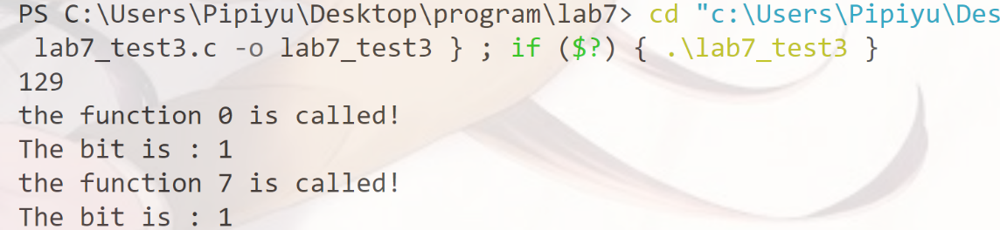 PS C:\Users\Pipiyu\Desktop\program\lab7> cd "c:\Users\Pipiyu\Des
lab7_test3.c -o lab7_test3 } ; if ($?) { .\lab7_test3 }
129
the function 0 is called!
The bit is : 1
the function 7 is called!
The bit is : 1